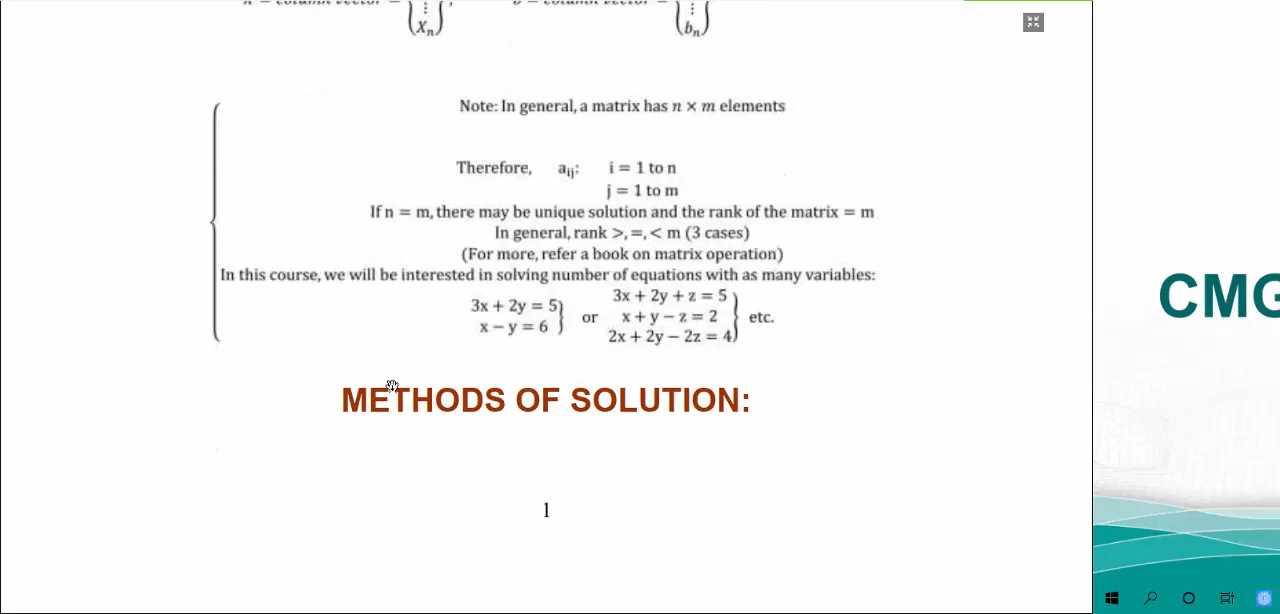 Xn
bn
Note: In general, a matrix has n × m elements
Therefore, aij: i = 1 to n
j = 1 to m
If n = m, there may be unique solution and the rank of the matrix = m
In general, rank >, =, < m (3 cases)
(For more, refer a book on matrix operation)
In this course, we will be interested in solving number of equations with as many variables:
3x + 2y = 5
x − y = 6
or
3x + 2y + z = 5
x + y − z = 2
2x + 2y − 2z = 4
etc.
METHODS OF SOLUTION:
1
CMG